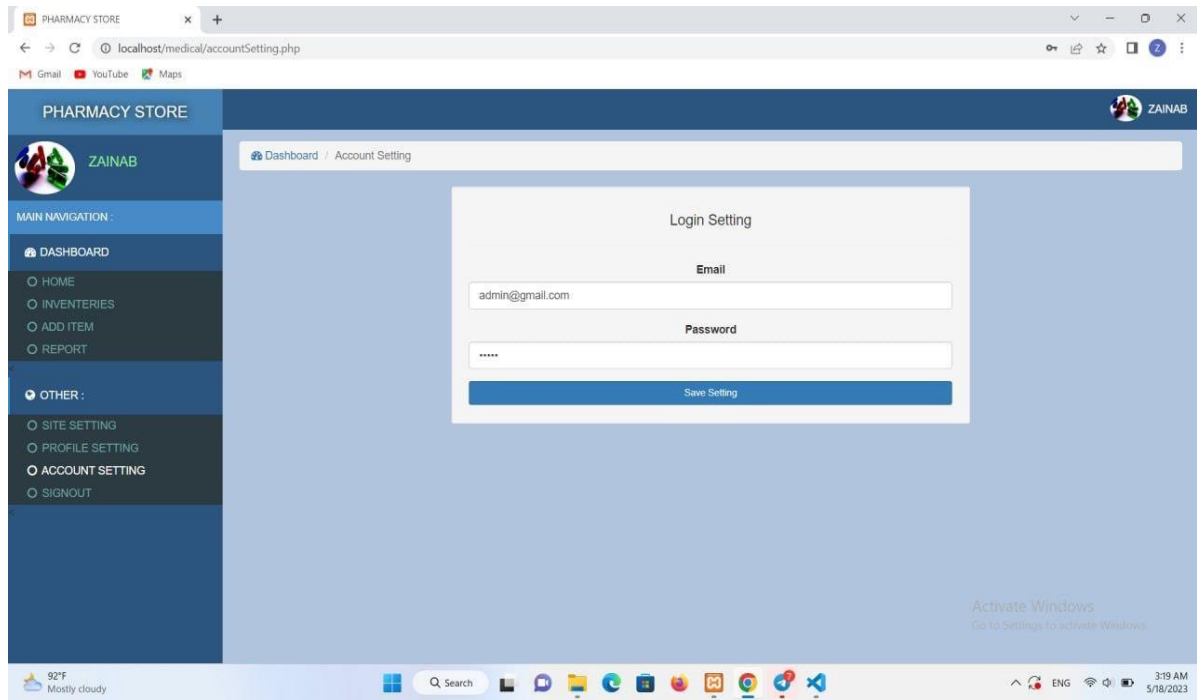 PHARMACY STORE
localhost/medical/accountSetting.php
Z
Gmail YouTube Maps
PHARMACY STORE
ZAINAB
ZAINAB
Dashboard / Account Setting
MAIN NAVIGATION :
DASHBOARD
HOME
INVENTERIES
ADD ITEM
REPORT
<
OTHER :
SITE SETTING
PROFILE SETTING
ACCOUNT SETTING
SIGNOUT
<
Login Setting
Email
admin@gmail.com
Password
•••••
Save Setting
Activate Windows
Go to Settings to activate Windows.
92°F
Mostly cloudy
Search
ENG
3:19 AM
5/18/2023